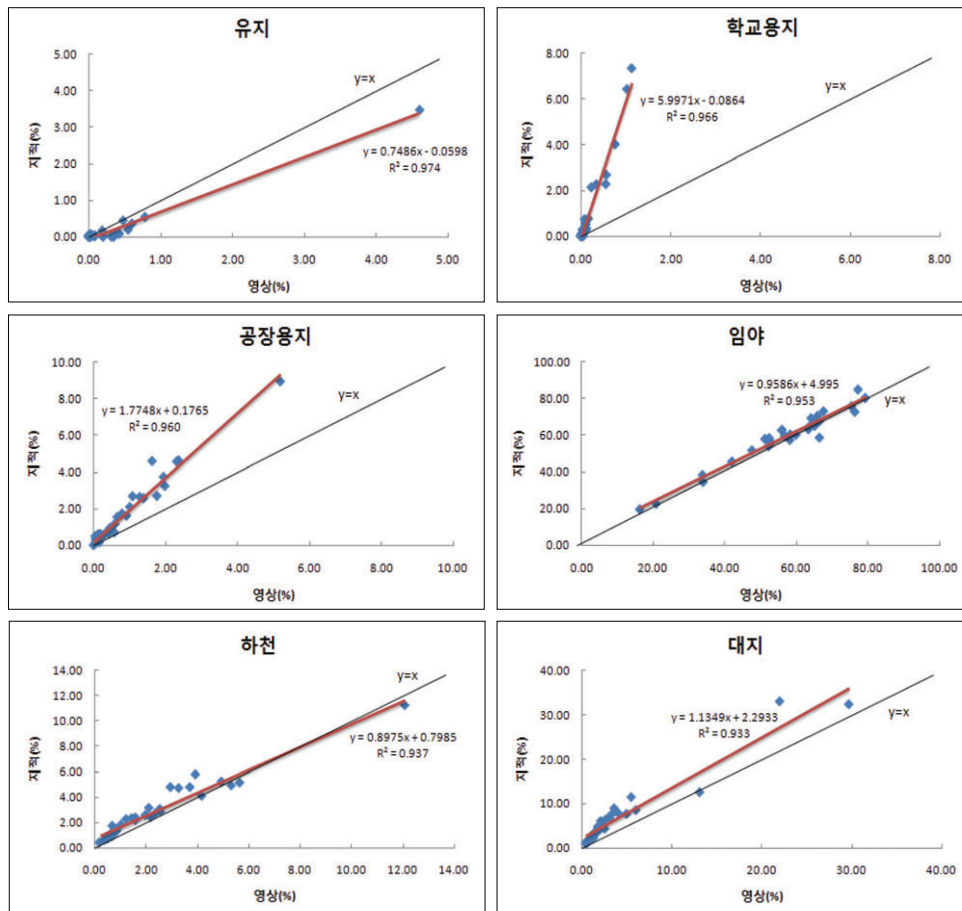 유지
5.00
4.00
3.00
2.00
1.00
0.00
지적(%)
y=x
y = 0.7486x - 0.0598
R² = 0.974
0.00 1.00 2.00 3.00 4.00 5.00
영상(%)
학교용지
8.00
6.00
4.00
2.00
0.00
지적(%)
y = 5.9971x - 0.0864
R² = 0.966
y=x
0.00 2.00 4.00 6.00 8.00
영상(%)
공장용지
10.00
8.00
6.00
4.00
2.00
0.00
지적(%)
y = 1.7748x + 0.1765
R² = 0.960
y=x
0.00 2.00 4.00 6.00 8.00 10.00
영상(%)
임야
100.00
80.00
60.00
40.00
20.00
0.00
지적(%)
y = 0.9586x + 4.995
R² = 0.953
y=x
0.00 20.00 40.00 60.00 80.00 100.00
영상(%)
하천
14.00
12.00
10.00
8.00
6.00
4.00
2.00
0.00
지적(%)
y=x
y = 0.8975x + 0.7985
R² = 0.937
0.00 2.00 4.00 6.00 8.00 10.00 12.00 14.00
영상(%)
대지
40.00
30.00
20.00
10.00
0.00
지적(%)
y = 1.1349x + 2.2933
R² = 0.933
y=x
0.00 10.00 20.00 30.00 40.00
영상(%)